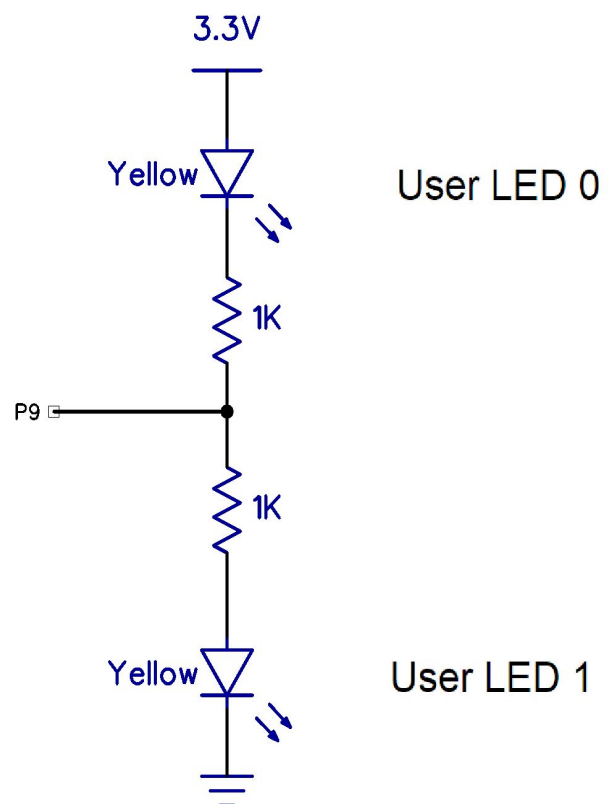 3.3V
Yellow
User LED 0
1K
P9
1K
Yellow
User LED 1